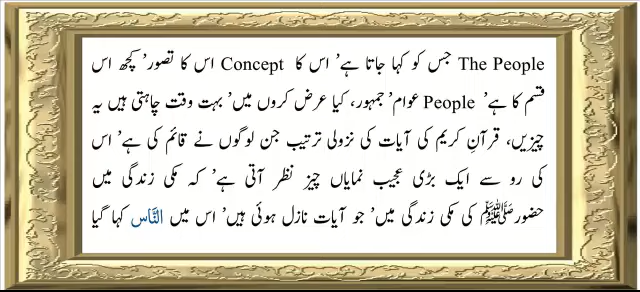 The People جس کو کہا جاتا ہے’ اس کا Concept اس کا تصور’ کچھ اس
قسم کا ہے’ People عوام’ جمہور، کیا عرض کروں میں’ بہت وقت چاہتی ہیں یہ
چیزیں، قرآنِ کریم کی آیات کی نزولی ترتیب جن لوگوں نے قائم کی ہے’ اس
کی رو سے ایک بڑی عجیب نمایاں چیز نظر آتی ہے’ کہ مکی زندگی میں
حضورﷺ کی مکی زندگی میں’ جو آیات نازل ہوئی ہیں’ اس میں النَّاس کہا گیا